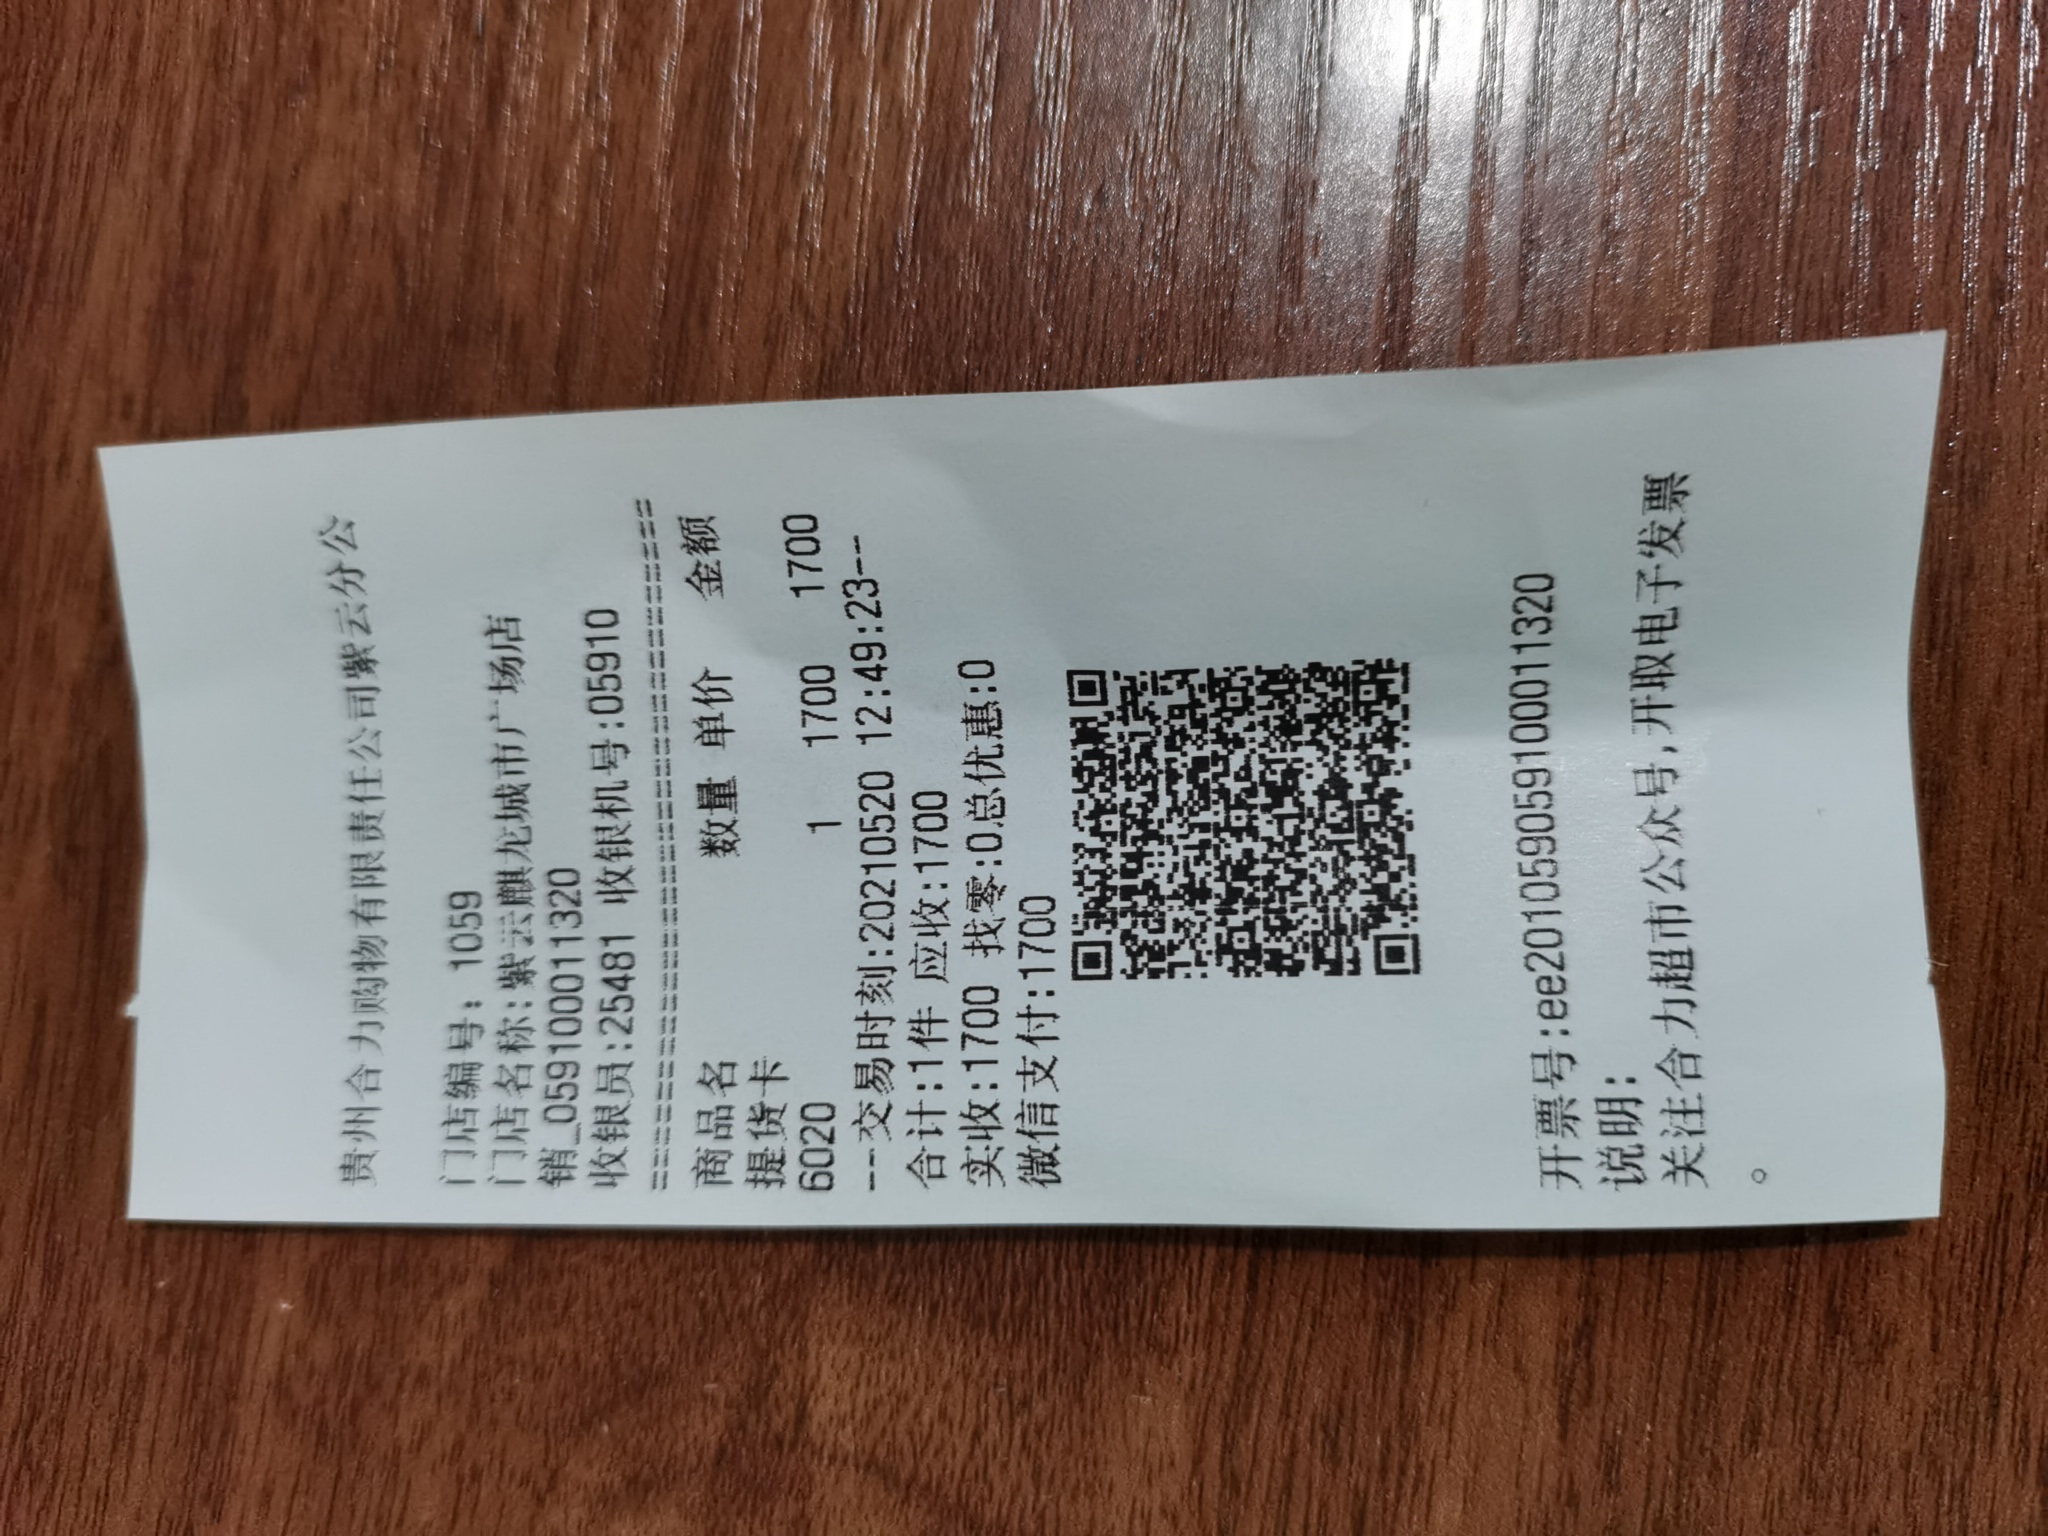 贵州合力购物有限责任公司紫云分公
门店编号: 1059
门店名称:紫云麒龙城市广场店
销_059100011320
收银员:25481 收银机号:05910
==========================================
商品名 数量 单价 金额
提货卡
6020 1 1700 1700
---交易时刻:20210520 12:49:23--
合计:1件 应收:1700
实收:1700 找零:0总优惠:0
微信支付:1700
开票号:ee201059059100011320
说明:
关注合力超市公众号,开取电子发票
。